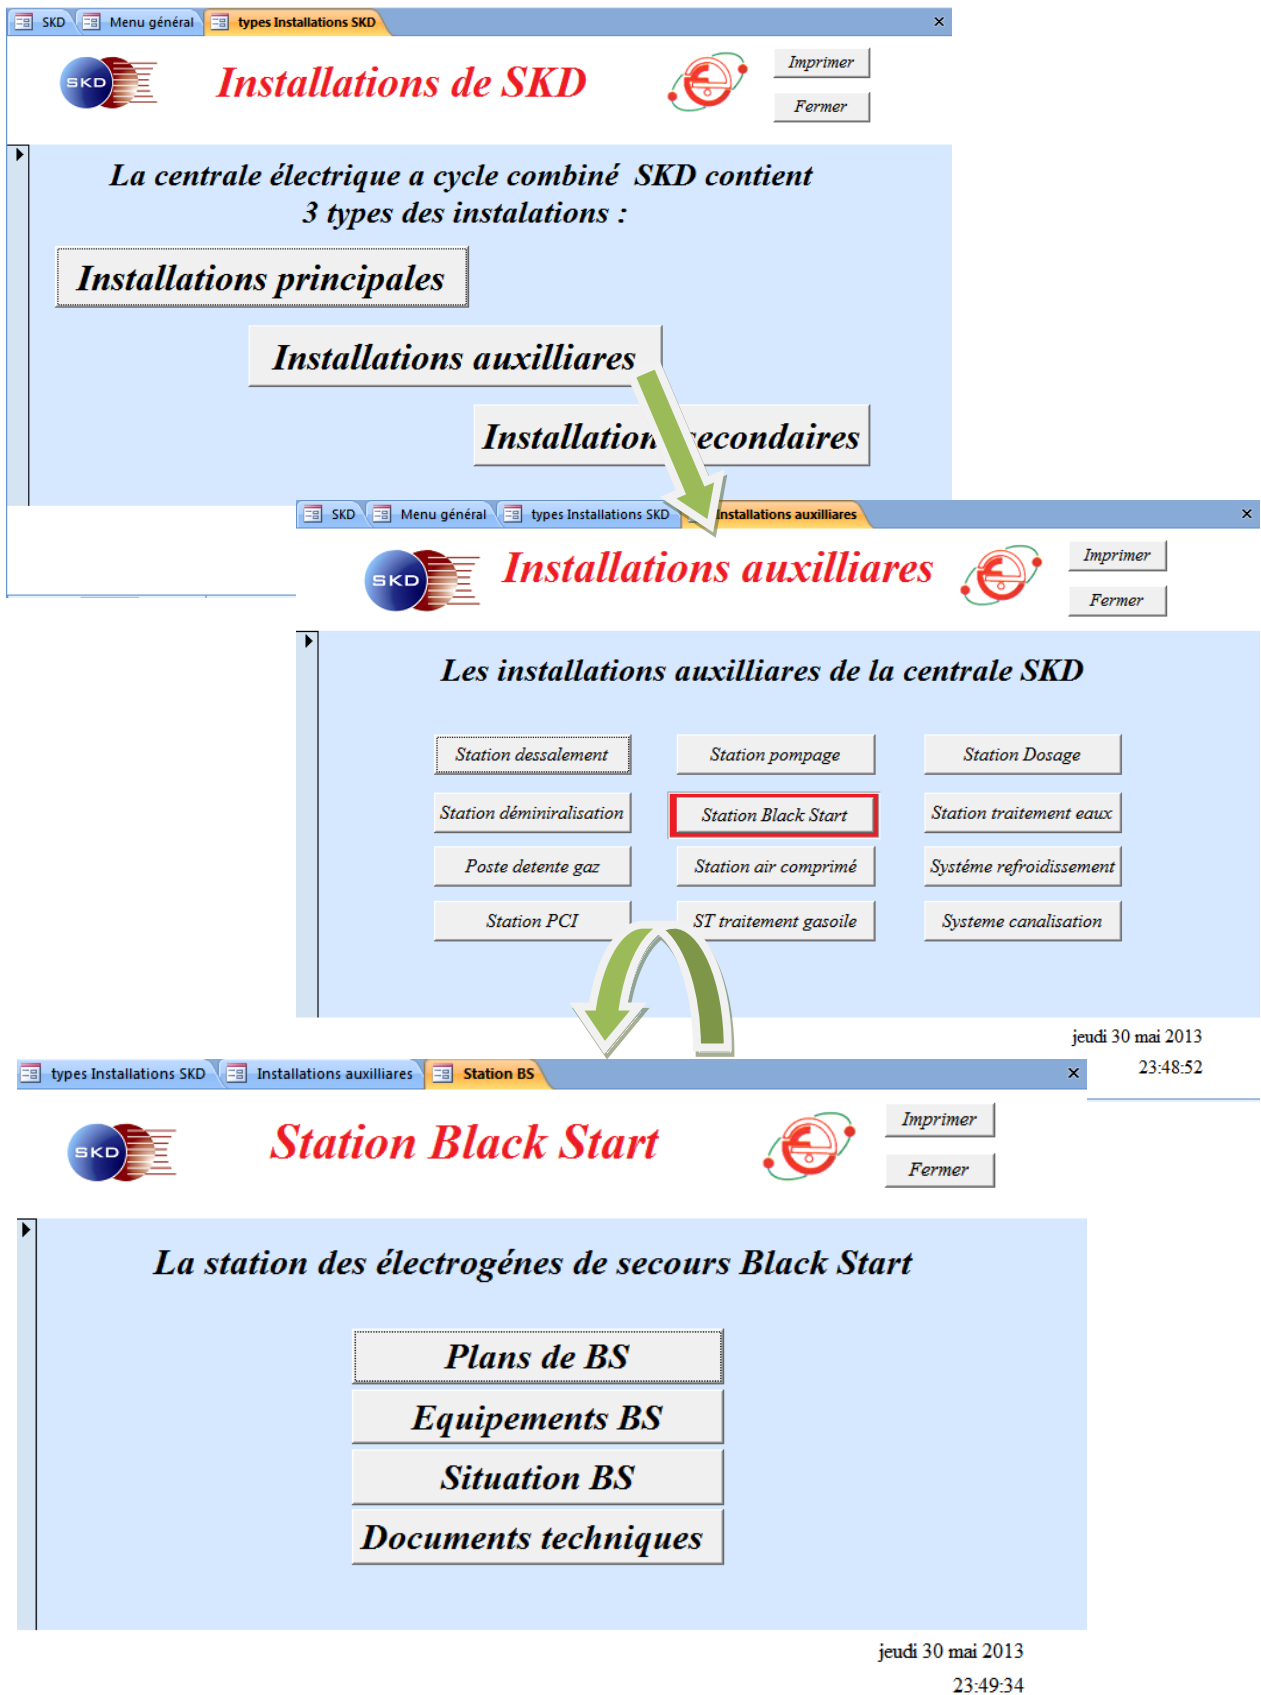 SKD Menu général types Installations SKD
SKD
Installations de SKD
Imprimer
Fermer
La centrale électrique a cycle combiné SKD contient
3 types des instalations :
Installations principales
Installations auxilliares
Installation secondaires
SKD Menu général types Installations SKD Installations auxilliares
SKD
Installations auxilliares
Imprimer
Fermer
Les installations auxilliares de la centrale SKD
Station dessalement Station pompage Station Dosage
Station déminiralisation Station Black Start Station traitement eaux
Poste detente gaz Station air comprimé Systéme refroidissement
Station PCI ST traitement gasoile Systeme canalisation
jeudi 30 mai 2013
23:48:52
types Installations SKD Installations auxilliares Station BS
SKD
Station Black Start
Imprimer
Fermer
La station des électrogénes de secours Black Start
Plans de BS
Equipements BS
Situation BS
Documents techniques
jeudi 30 mai 2013
23:49:34